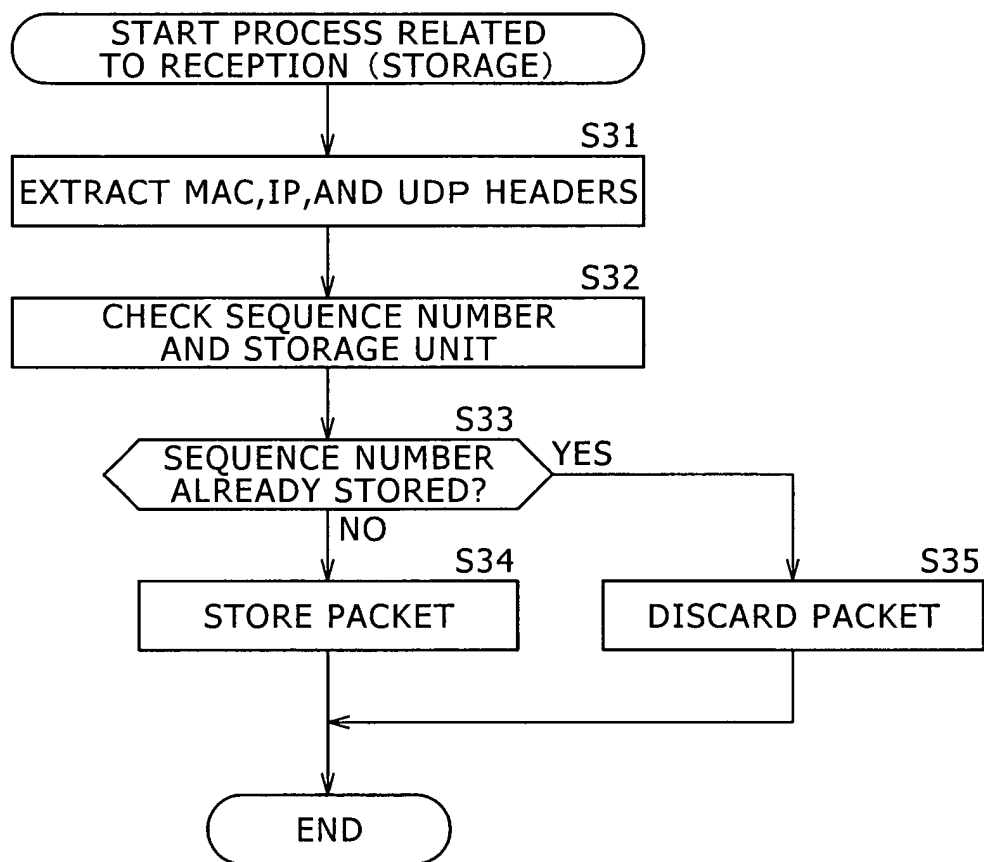 START PROCESS RELATED
TO RECEPTION (STORAGE)
S31
EXTRACT MAC,IP,AND UDP HEADERS
S32
CHECK SEQUENCE NUMBER
AND STORAGE UNIT
S33
SEQUENCE NUMBER
ALREADY STORED?
YES
NO
S34
STORE PACKET
S35
DISCARD PACKET
END